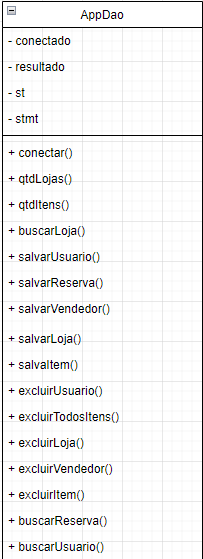 AppDao
- conectado
- resultado
- st
- stmt
+ conectar()
+ qtdLojas()
+ qtdItens()
+ buscarLoja()
+ salvarUsuario()
+ salvarReserva()
+ salvarVendedor()
+ salvarLoja()
+ salvaItem()
+ excluirUsuario()
+ excluirTodosItens()
+ excluirLoja()
+ excluirVendedor()
+ excluirItem()
+ buscarReserva()
+ buscarUsuario()